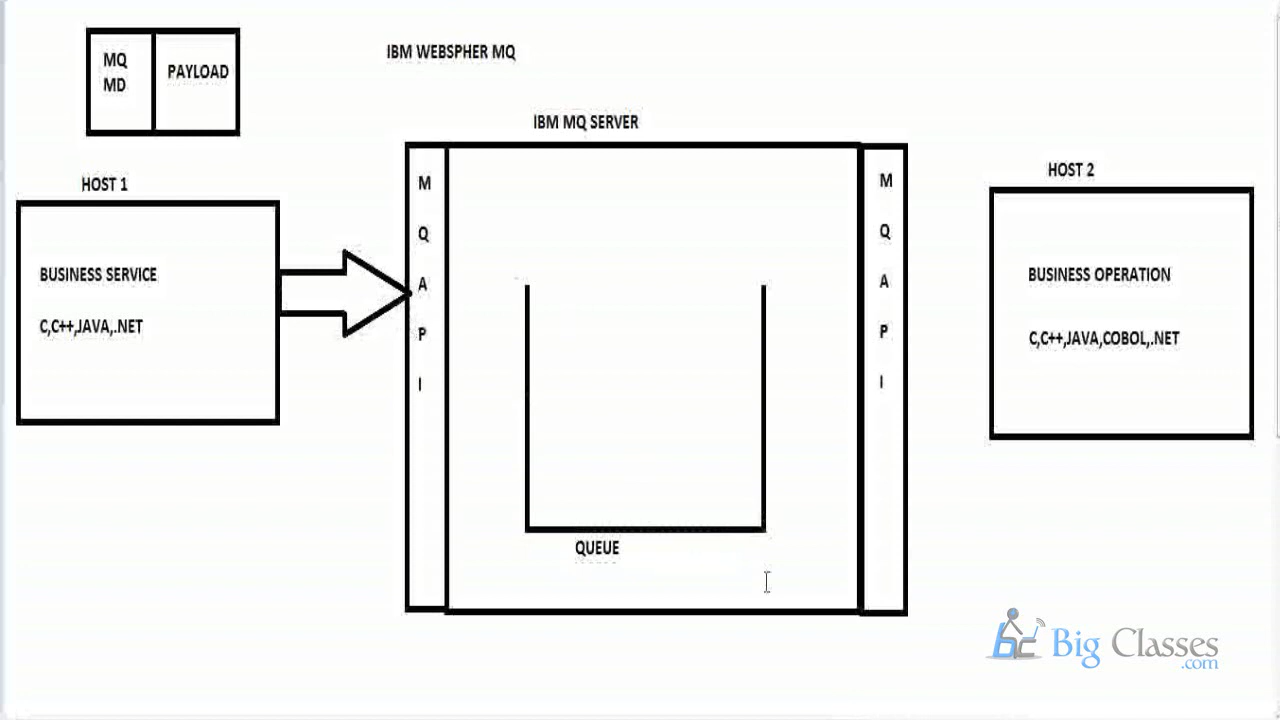 IBM WEBSPHER MQ
MQ
MD
PAYLOAD
IBM MQ SERVER
HOST 1
BUSINESS SERVICE
C,C++,JAVA,.NET
M
Q
A
P
I
QUEUE
M
Q
A
P
I
HOST 2
BUSINESS OPERATION
C,C++,JAVA,COBOL,.NET
bc Big Classes
.com